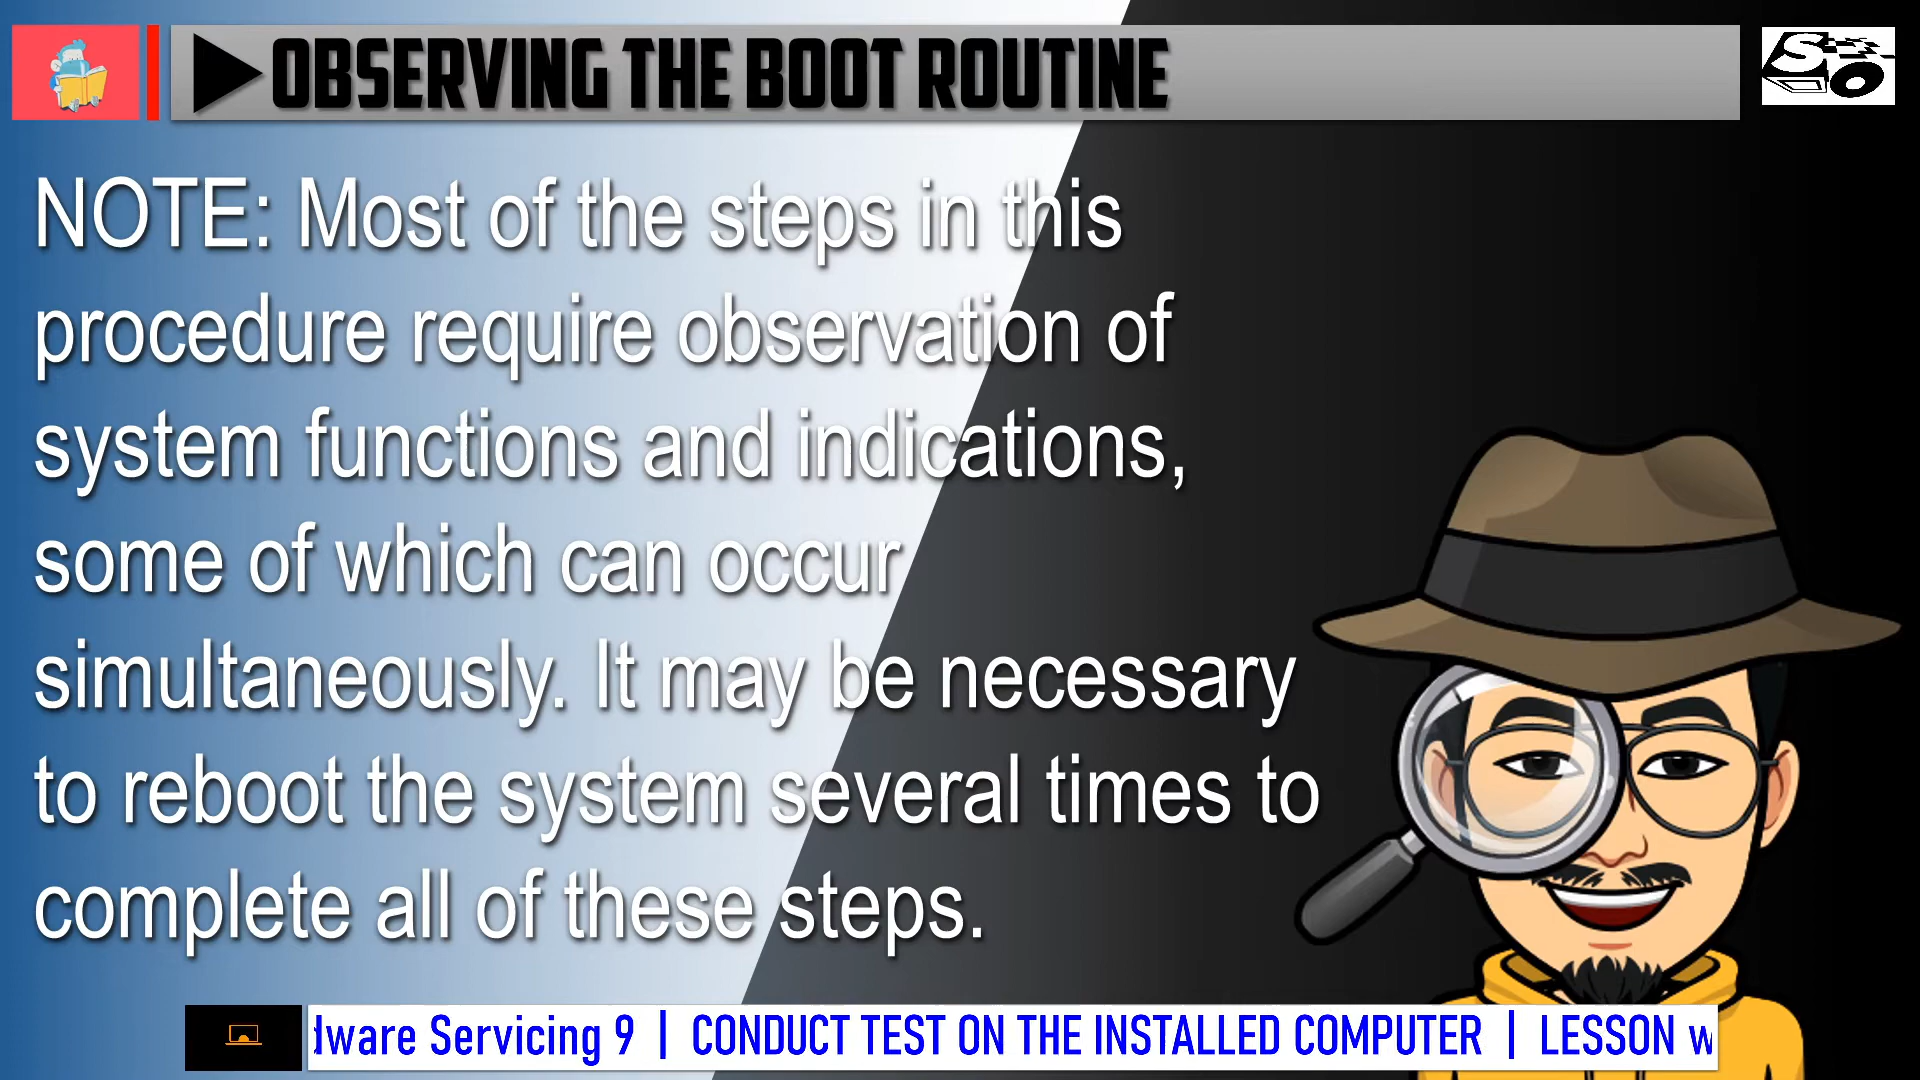 OBSERVING THE BOOT ROUTINE
SO
NOTE: Most of the steps in this
procedure require observation of
system functions and indications,
some of which can occur
simultaneously. It may be necessary
to reboot the system several times to
complete all of these steps.
dware Servicing 9 | CONDUCT TEST ON THE INSTALLED COMPUTER | LESSON w